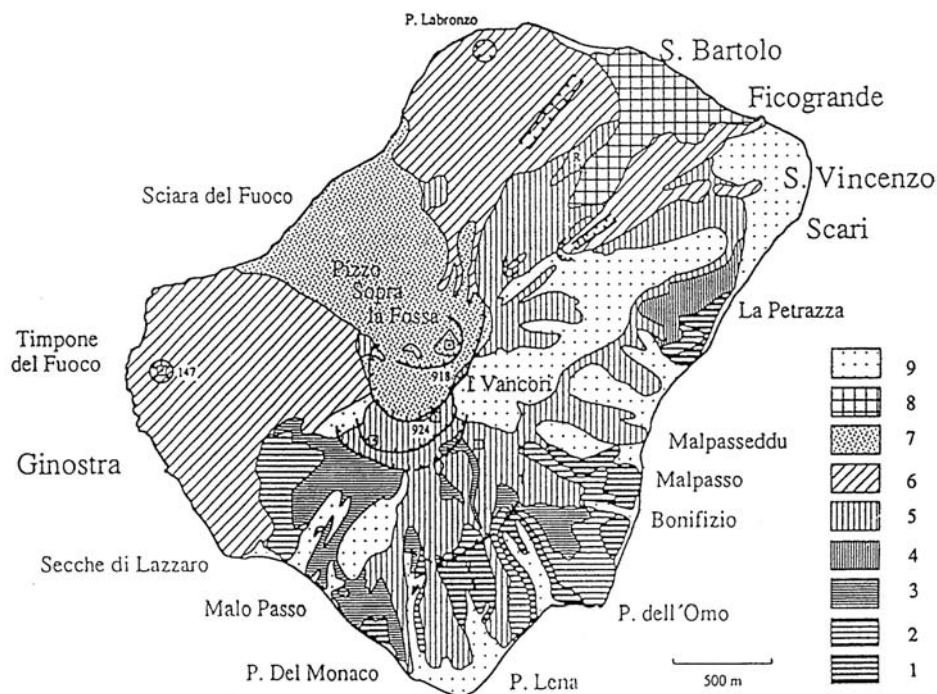 P. Labronzo
S. Bartolo
Ficogrande
S. Vincenzo
Scari
Sciara del Fuoco
Pizzo
Sopra
la Fossa
La Petrazza
Timpone
del Fuoco
147
918
I Vancori
924
Ginostra
Malpasseddu
Malpasso
Bonifizio
Secche di Lazzaro
Malo Passo
P. dell'Omo
P. Del Monaco
P. Lena
500 m
9
8
7
6
5
4
3
2
1